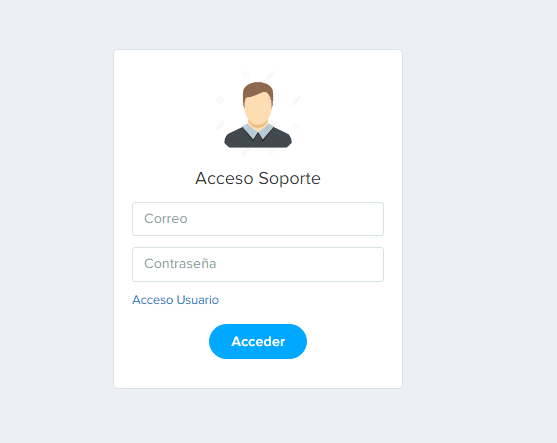 Acceso Soporte
Correo
Contraseña
Acceso Usuario
Acceder